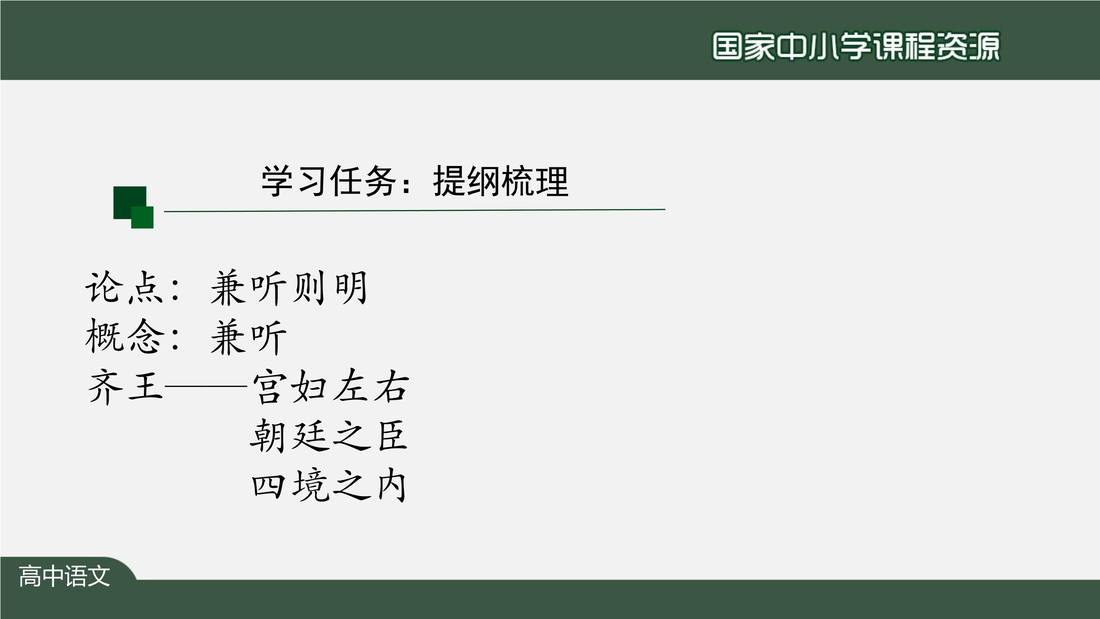 国家中小学课程资源
学习任务：提纲梳理
论点：兼听则明
概念：兼听
齐王——宫妇左右
朝廷之臣
四境之内
高中语文